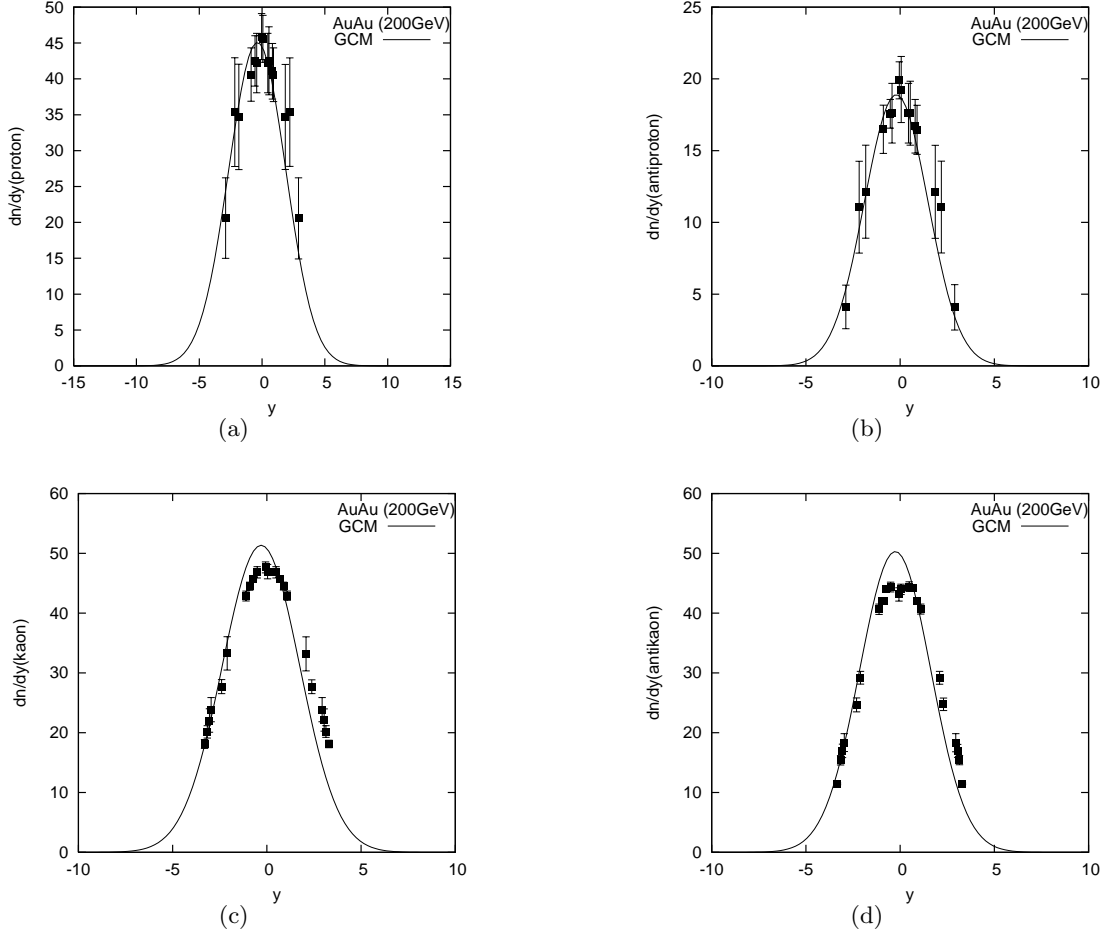 50
45
40
35
30
25
20
15
10
5
0
-15 -10 -5 0 5 10 15
dn/dy(proton)
y
AuAu (200GeV)
GCM
(a)
25
20
15
10
5
0
-10 -5 0 5 10
dn/dy(antiproton)
y
AuAu (200GeV)
GCM
(b)
60
50
40
30
20
10
0
-10 -5 0 5 10
dn/dy(kaon)
y
AuAu (200GeV)
GCM
(c)
60
50
40
30
20
10
0
-10 -5 0 5 10
dn/dy(antikaon)
y
AuAu (200GeV)
GCM
(d)